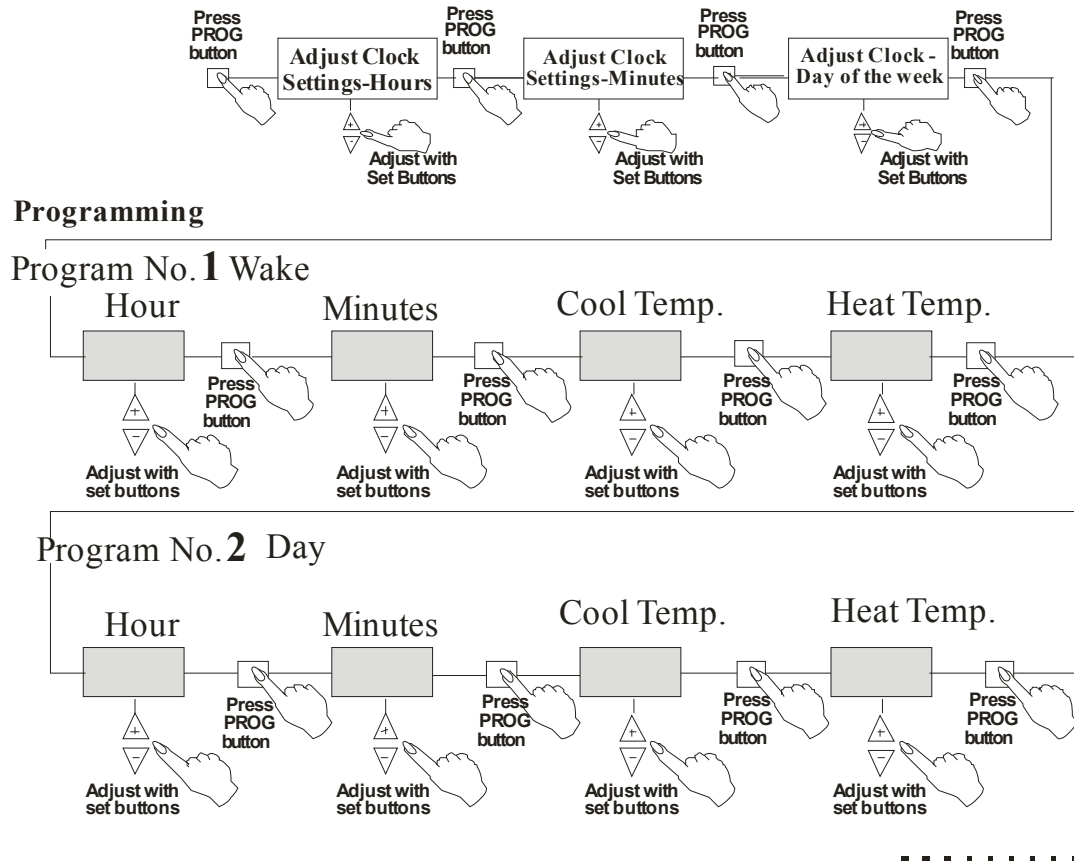 Press
PROG
button
Adjust Clock
Settings-Hours
Adjust with
Set Buttons
Press
PROG
button
Adjust Clock
Settings-Minutes
Adjust with
Set Buttons
Press
PROG
button
Adjust Clock -
Day of the week
Adjust with
Set Buttons
Press
PROG
button
Programming
Program No. 1 Wake
Hour
+
-
Adjust with
set buttons
Press
PROG
button
Minutes
+
-
Adjust with
set buttons
Press
PROG
button
Cool Temp.
+
-
Adjust with
set buttons
Press
PROG
button
Heat Temp.
+
-
Adjust with
set buttons
Press
PROG
button
Program No. 2 Day
Hour
+
-
Adjust with
set buttons
Press
PROG
button
Minutes
+
-
Adjust with
set buttons
Press
PROG
button
Cool Temp.
+
-
Adjust with
set buttons
Press
PROG
button
Heat Temp.
+
-
Adjust with
set buttons
Press
PROG
button